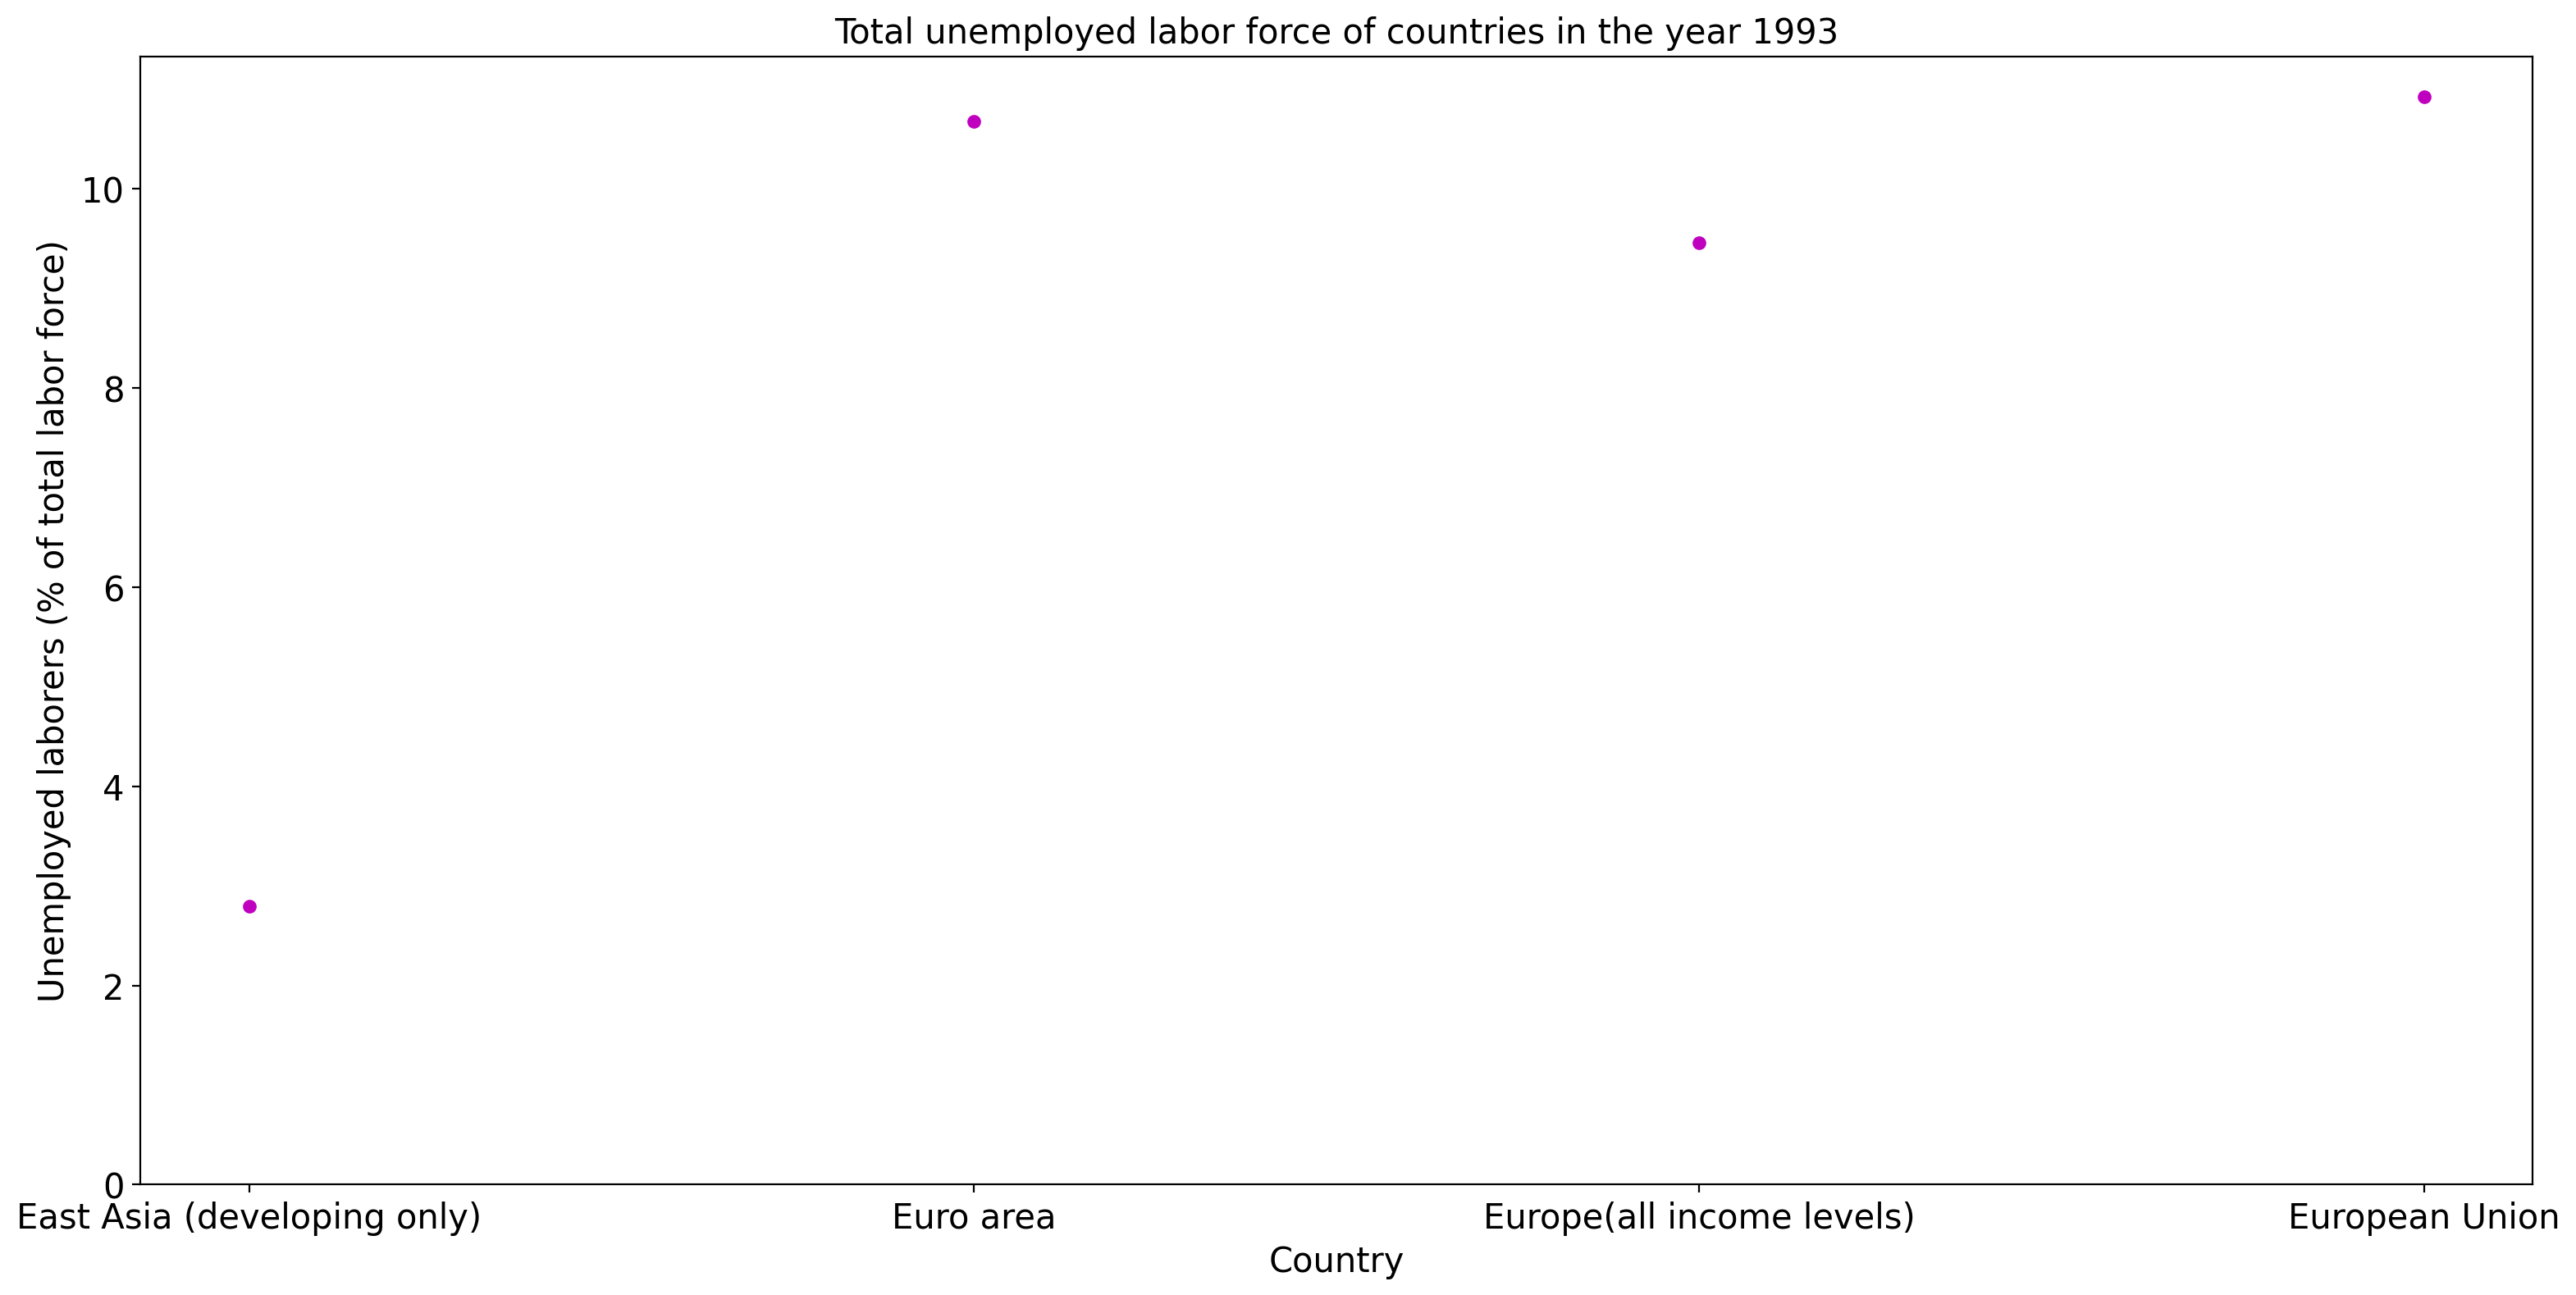 Total unemployed labor force of countries in the year 1993
Unemployed laborers (% of total labor force)
10
8
6
4
2
0
East Asia (developing only)
Euro area
Europe(all income levels)
European Union
Country